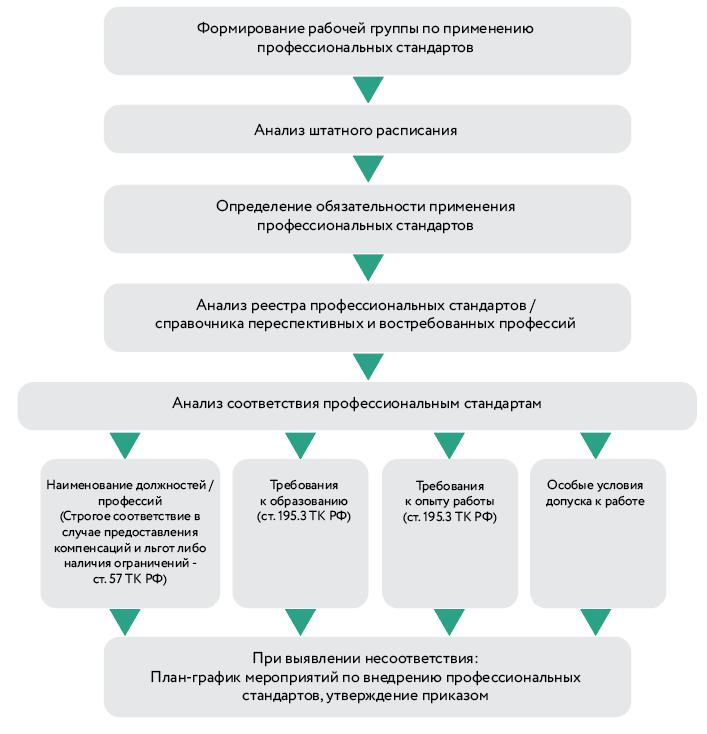 Формирование рабочей группы по применению
профессиональных стандартов
Анализ штатного расписания
Определение обязательности применения
профессиональных стандартов
Анализ реестра профессиональных стандартов /
справочника переспективных и востребованных профессий
Анализ соответствия профессиональным стандартам
Наименование должностей /
профессий
(Строгое соответствие в
случае предоставления
компенсаций и льгот либо
наличия ограничений -
ст. 57 ТК РФ)
Требования
к образованию
(ст. 195.3 ТК РФ)
Требования
к опыту работы
(ст. 195.3 ТК РФ)
Особые условия
допуска к работе
При выявлении несоответствия:
План-график мероприятий по внедрению профессиональных
стандартов, утверждение приказом